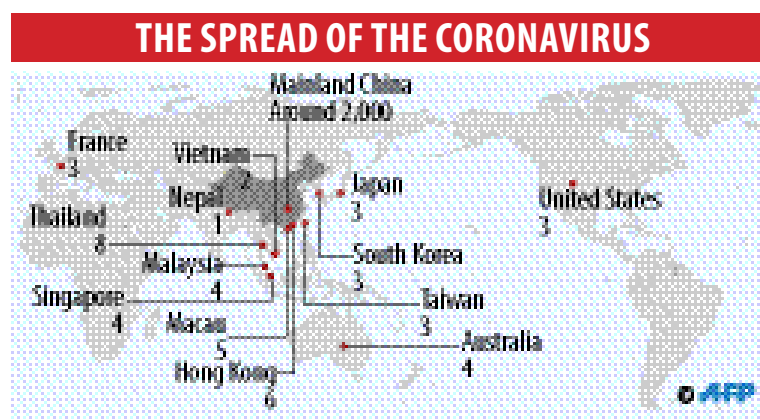 THE SPREAD OF THE CORONAVIRUS
Mainland China
Around 2,000
France
3
Vietnam
2
Japan
3
Nepal
1
United States
3
Thailand
8
South Korea
3
Malaysia
4
Singapore
4
Taiwan
3
Macau
5
Australia
4
Hong Kong
6
AFP